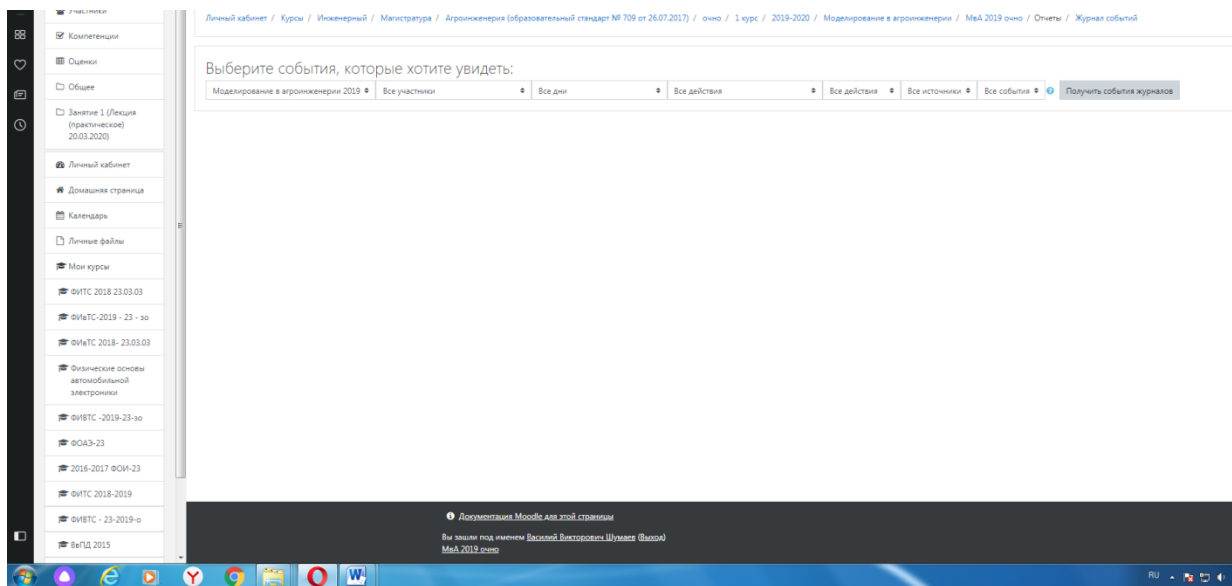 Участники
Личный кабинет / Курсы / Инженерный / Магистратура / Агроинженерия (образовательный стандарт № 709 от 26.07.2017) / очно / 1 курс / 2019-2020 / Моделирование в агроинженерии / МвА 2019 очно / Отчеты / Журнал событий
Компетенции
Оценки
Общее
Занятие 1 (Лекция
(практическое)
20.03.2020)
Личный кабинет
Домашняя страница
Календарь
Личные файлы
Мои курсы
ФИТС 2018 23.03.03
ФИвТС-2019 - 23 - зо
ФИвТС 2018- 23.03.03
Физические основы
автомобильной
электроники
ФИВТС -2019-23-зо
ФОАЭ-23
2016-2017 ФОИ-23
ФИТС 2018-2019
ФИВТС - 23-2019-о
ВеПД 2015
Выберите события, которые хотите увидеть:
Моделирование в агроинженерии 2019 Все участники Все дни Все действия Все действия Все источники Все события Получить события журналов
Документация Moodle для этой страницы
Вы зашли под именем Василий Викторович Шумаев (Выход)
МвА 2019 очно
RU